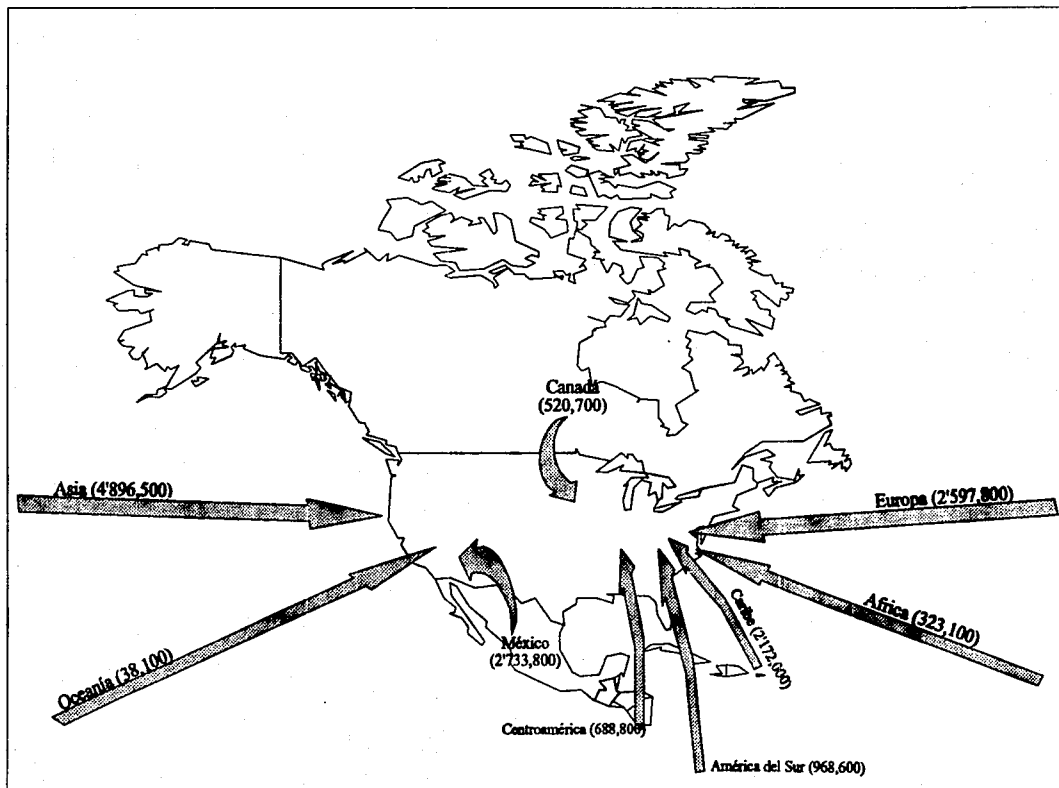 Canadá
(520,700)
Asia (4'896,500)
Europa (2'597,800)
Caribe (2'172,600)
Africa (323,100)
México
(2'733,800)
Oceanía (38,100)
Centroamérica (688,800)
América del Sur (968,600)